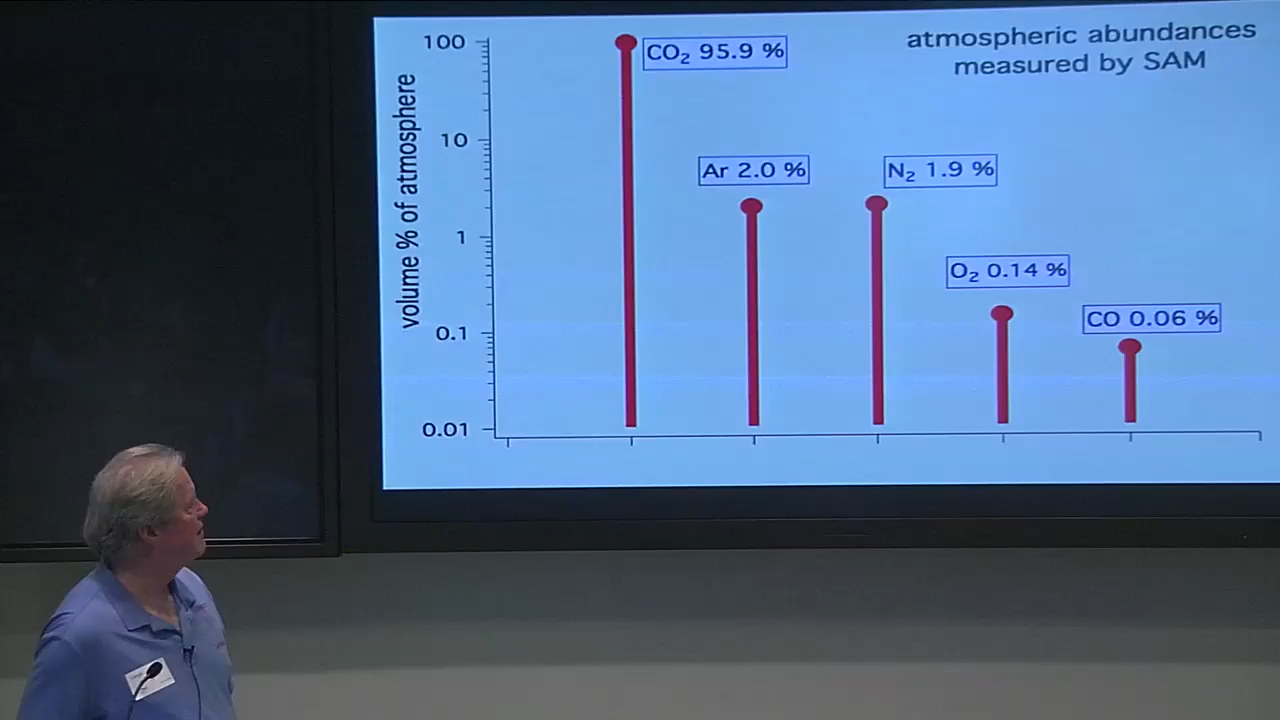 atmospheric abundances
measured by SAM
volume % of atmosphere
100
10
1
0.1
0.01
CO₂ 95.9 %
Ar 2.0 %
N₂ 1.9 %
O₂ 0.14 %
CO 0.06 %